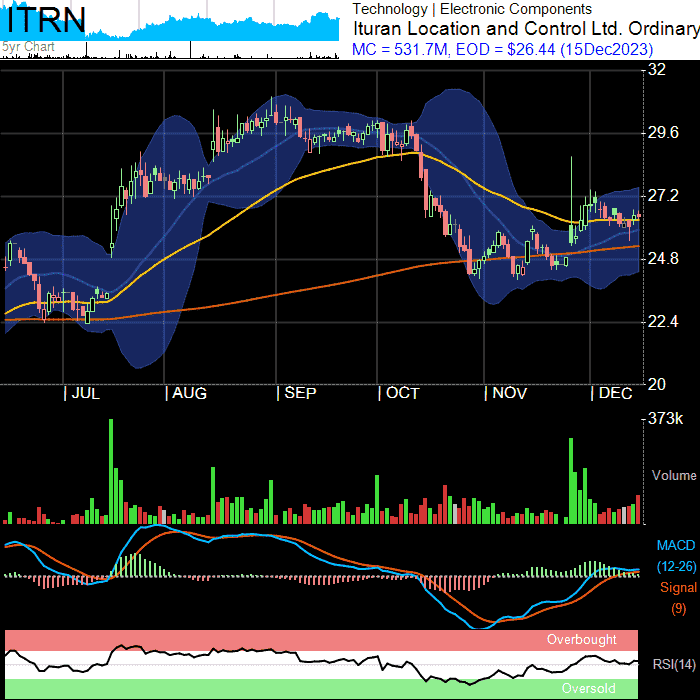 ITRN
5yr Chart
Technology | Electronic Components
Ituran Location and Control Ltd. Ordinary
MC = 531.7M, EOD = $26.44 (15Dec2023)
32
29.6
27.2
24.8
22.4
20
| JUL | AUG | SEP | OCT | NOV | DEC
373k
Volume
MACD
(12-26)
Signal
(9)
Overbought
RSI(14)
Oversold